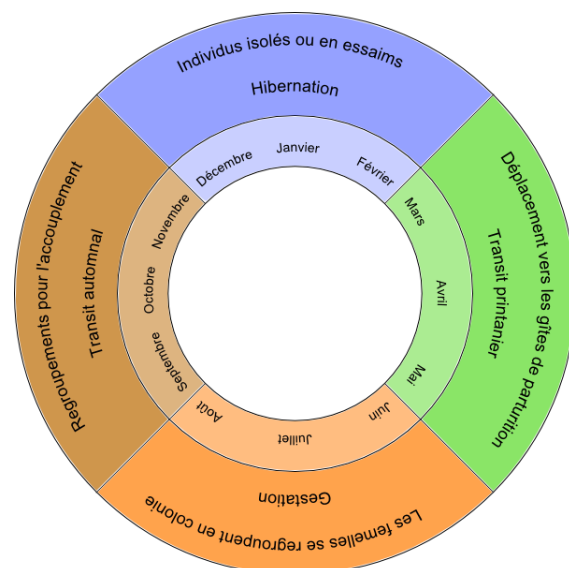 Individus isolés ou en essaims
Hibernation
Décembre
Janvier
Février
Déplacement vers les gîtes de parturition
Transit printanier
Mars
Avril
Mai
Les femelles se regroupent en colonie
Gestation
Juin
Juillet
Août
Regroupements pour l'accouplement
Transit automnal
Septembre
Octobre
Novembre